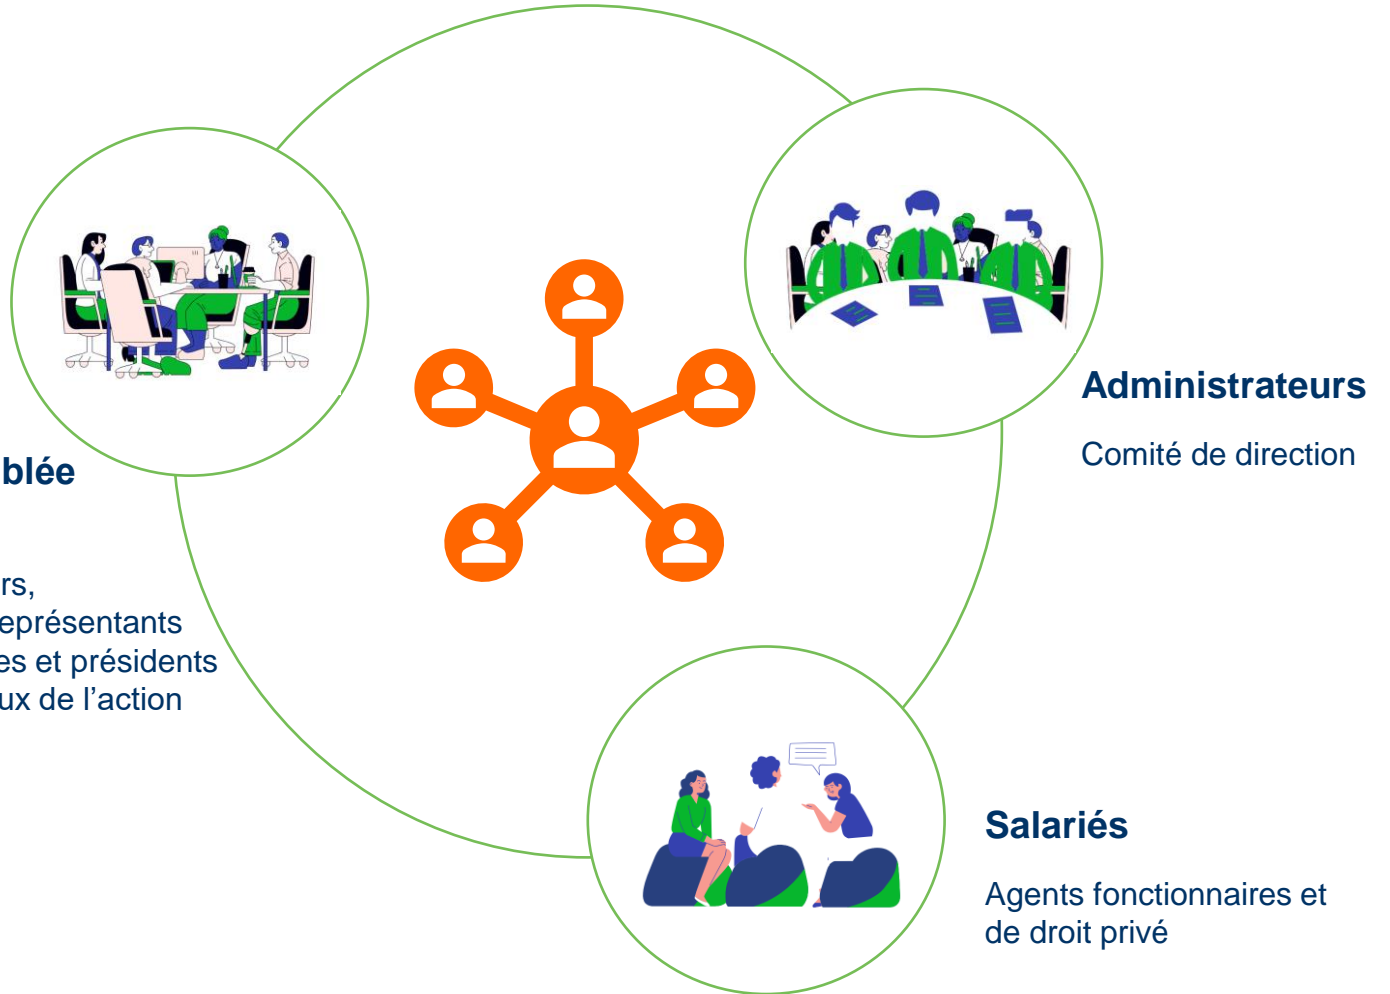 blée
rs,
eprésentants
es et présidents
ux de l’action
Administrateurs
Comité de direction
Salariés
Agents fonctionnaires et
de droit privé